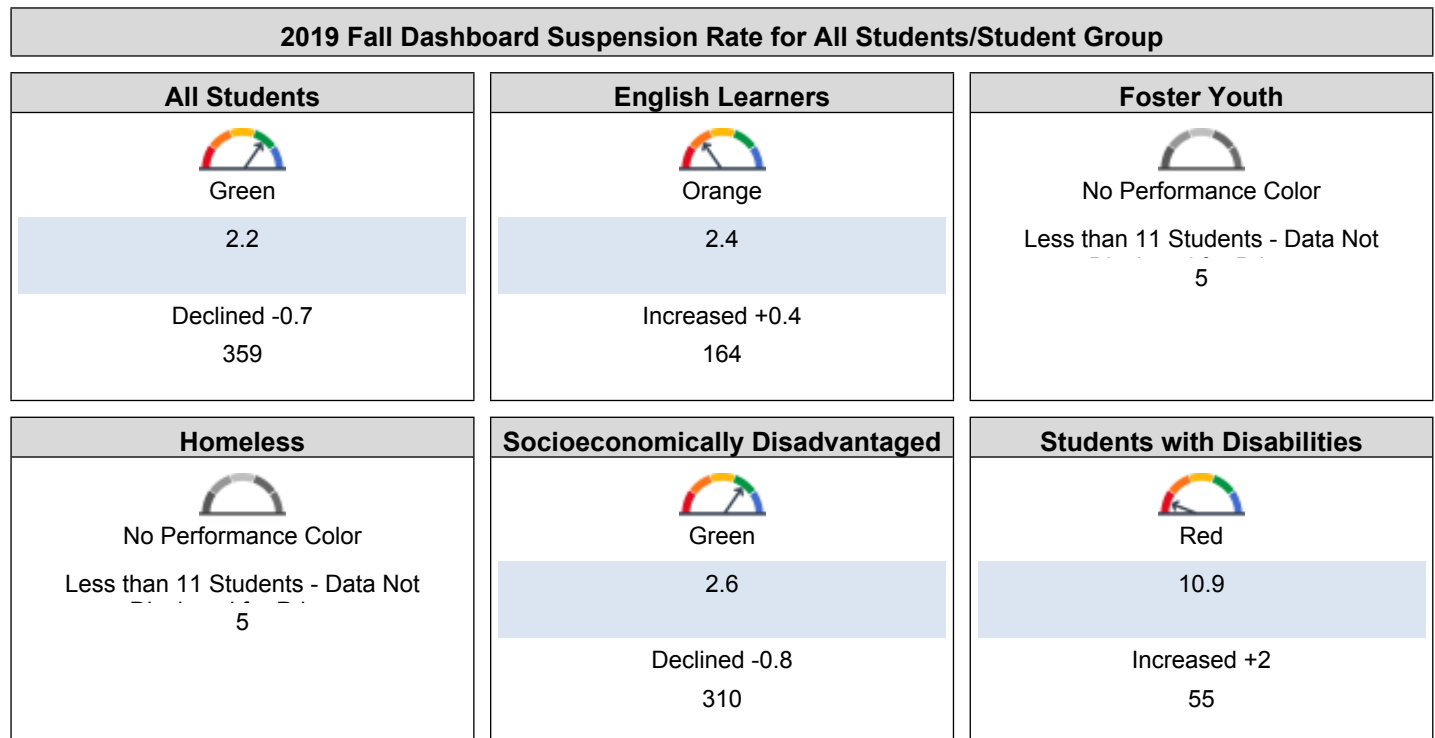 2019 Fall Dashboard Suspension Rate for All Students/Student Group
All Students
Green
2.2
Declined -0.7
359
English Learners
Orange
2.4
Increased +0.4
164
Foster Youth
No Performance Color
Less than 11 Students - Data Not
5
Homeless
No Performance Color
Less than 11 Students - Data Not
5
Socioeconomically Disadvantaged
Green
2.6
Declined -0.8
310
Students with Disabilities
Red
10.9
Increased +2
55